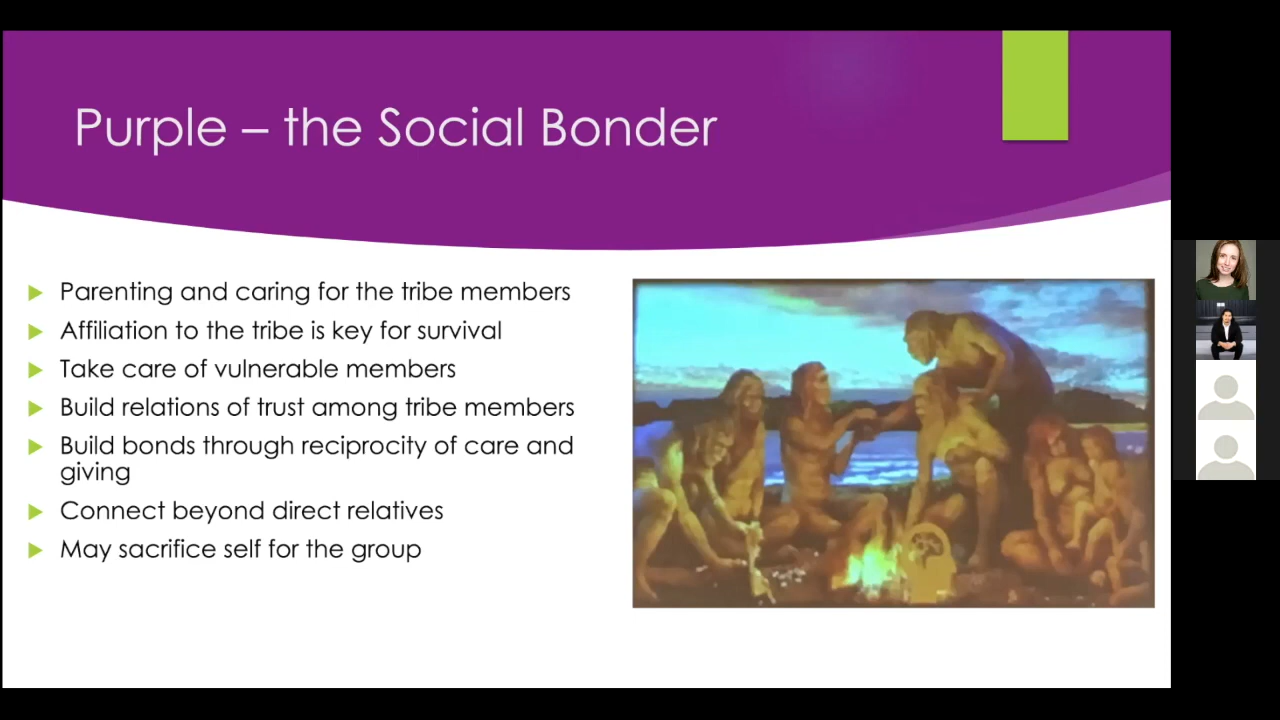 Purple – the Social Bonder
Parenting and caring for the tribe members
Affiliation to the tribe is key for survival
Take care of vulnerable members
Build relations of trust among tribe members
Build bonds through reciprocity of care and
giving
Connect beyond direct relatives
May sacrifice self for the group